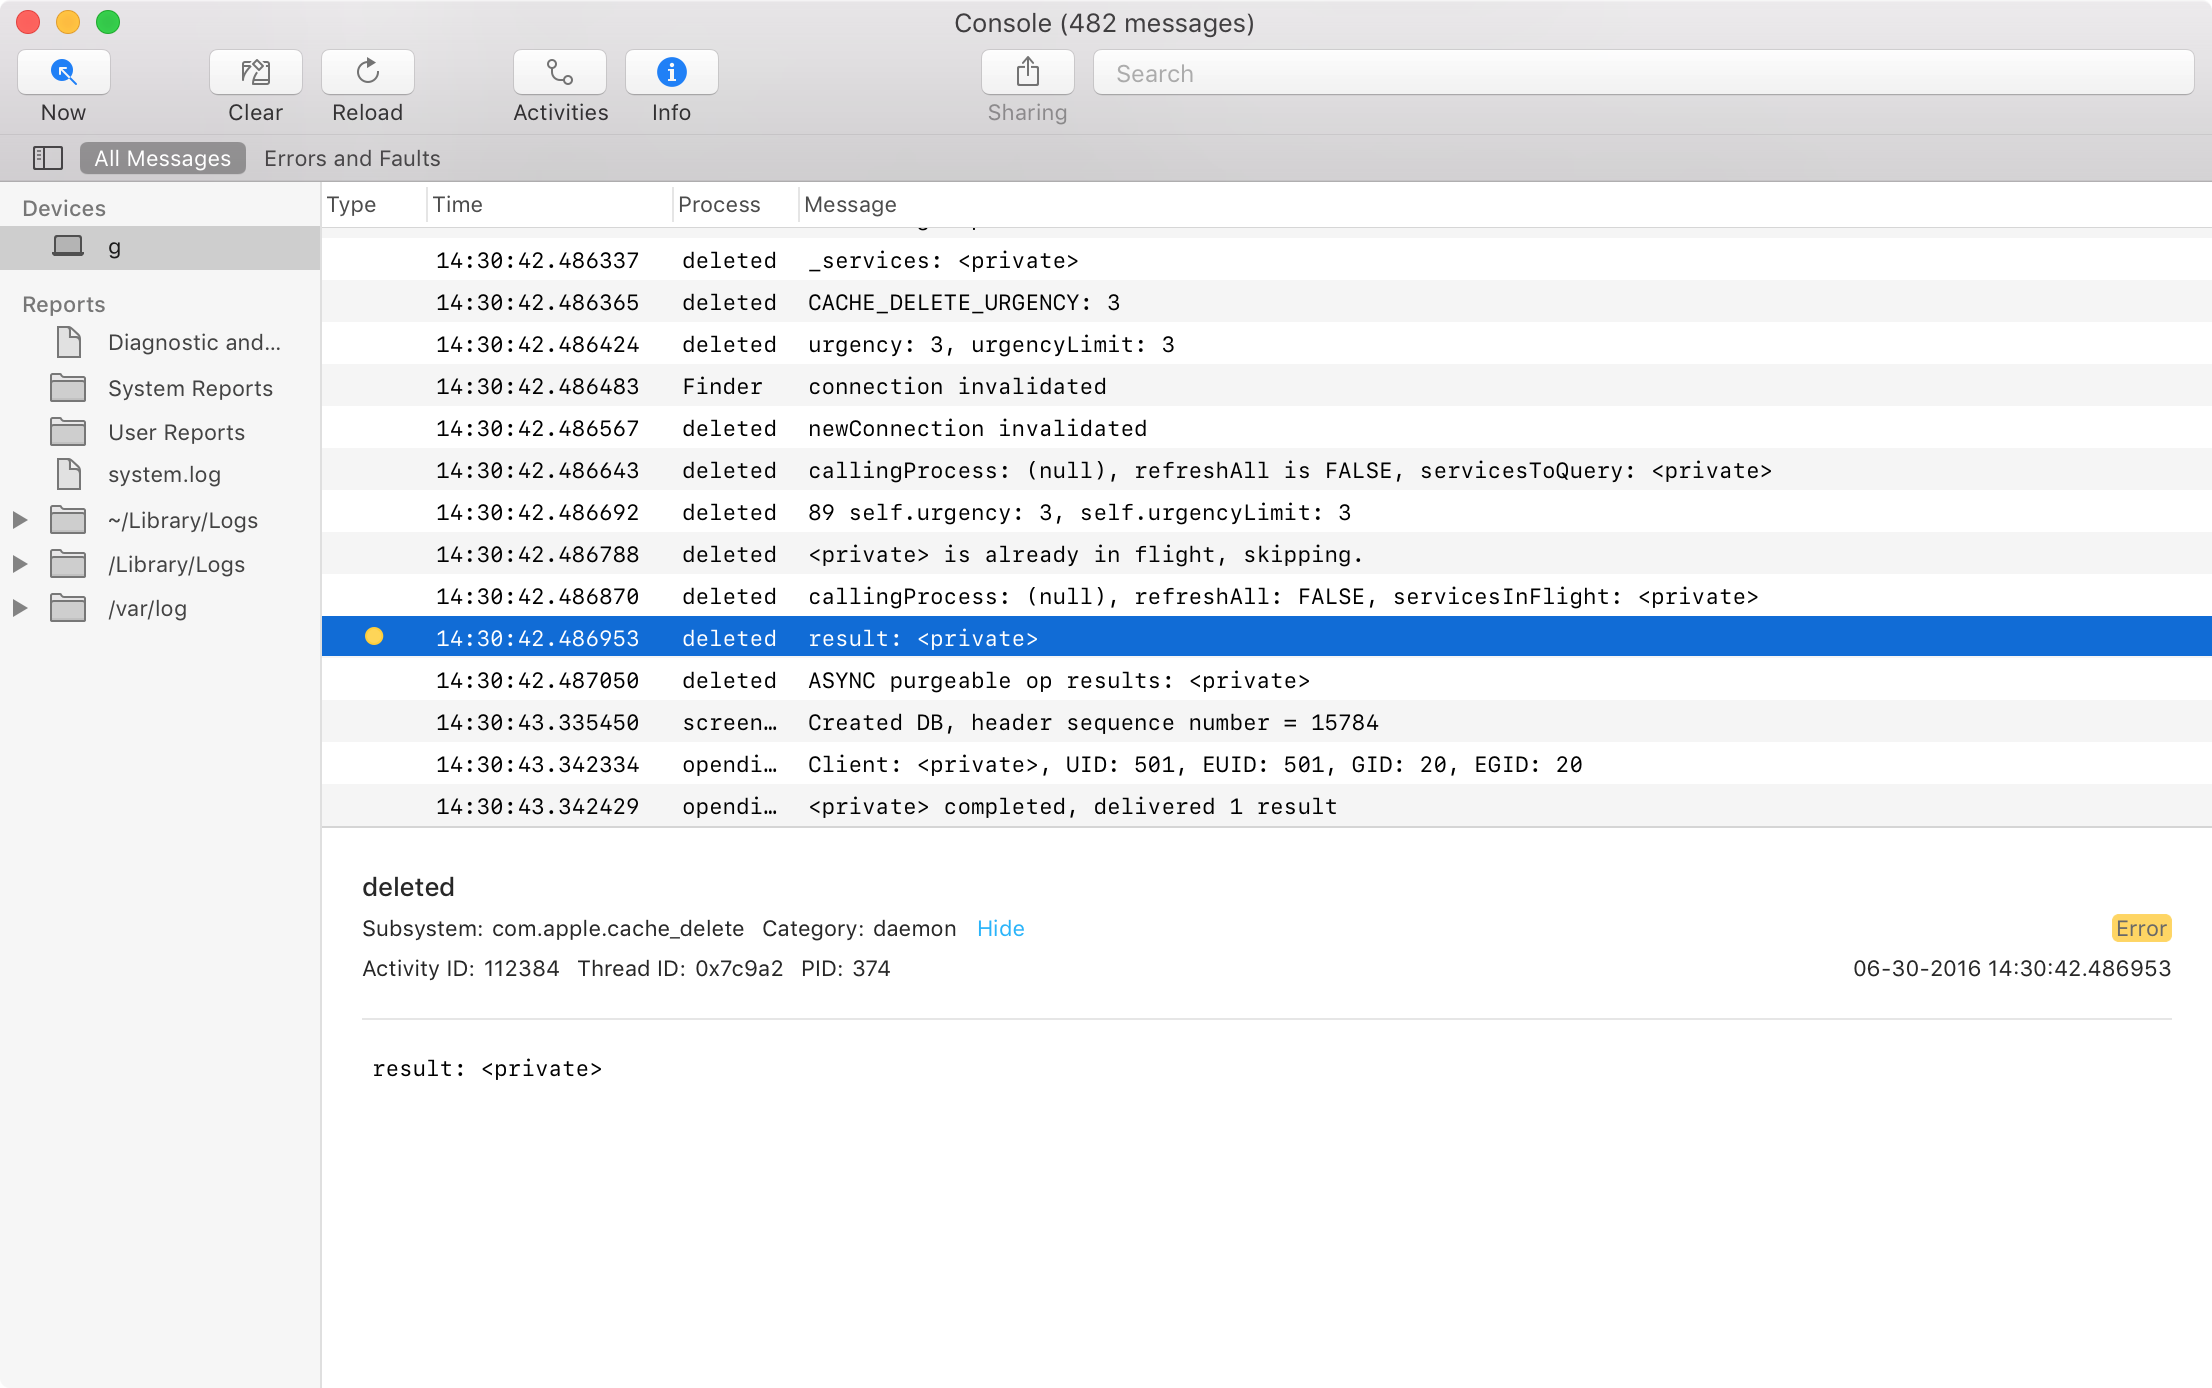 Console (482 messages)
Now
Clear
Reload
Activities
Info
Sharing
Search
All Messages
Errors and Faults
Devices
g
Reports
Diagnostic and...
System Reports
User Reports
system.log
~/Library/Logs
/Library/Logs
/var/log
Type Time Process Message
14:30:42.486337 deleted _services: <private>
14:30:42.486365 deleted CACHE_DELETE_URGENCY: 3
14:30:42.486424 deleted urgency: 3, urgencyLimit: 3
14:30:42.486483 Finder connection invalidated
14:30:42.486567 deleted newConnection invalidated
14:30:42.486643 deleted callingProcess: (null), refreshAll is FALSE, servicesToQuery: <private>
14:30:42.486692 deleted 89 self.urgency: 3, self.urgencyLimit: 3
14:30:42.486788 deleted <private> is already in flight, skipping.
14:30:42.486870 deleted callingProcess: (null), refreshAll: FALSE, servicesInFlight: <private>
14:30:42.486953 deleted result: <private>
14:30:42.487050 deleted ASYNC purgeable op results: <private>
14:30:43.335450 screen… Created DB, header sequence number = 15784
14:30:43.342334 opendi… Client: <private>, UID: 501, EUID: 501, GID: 20, EGID: 20
14:30:43.342429 opendi… <private> completed, delivered 1 result
deleted
Subsystem: com.apple.cache_delete Category: daemon Hide Error
Activity ID: 112384 Thread ID: 0x7c9a2 PID: 374 06-30-2016 14:30:42.486953
result: <private>